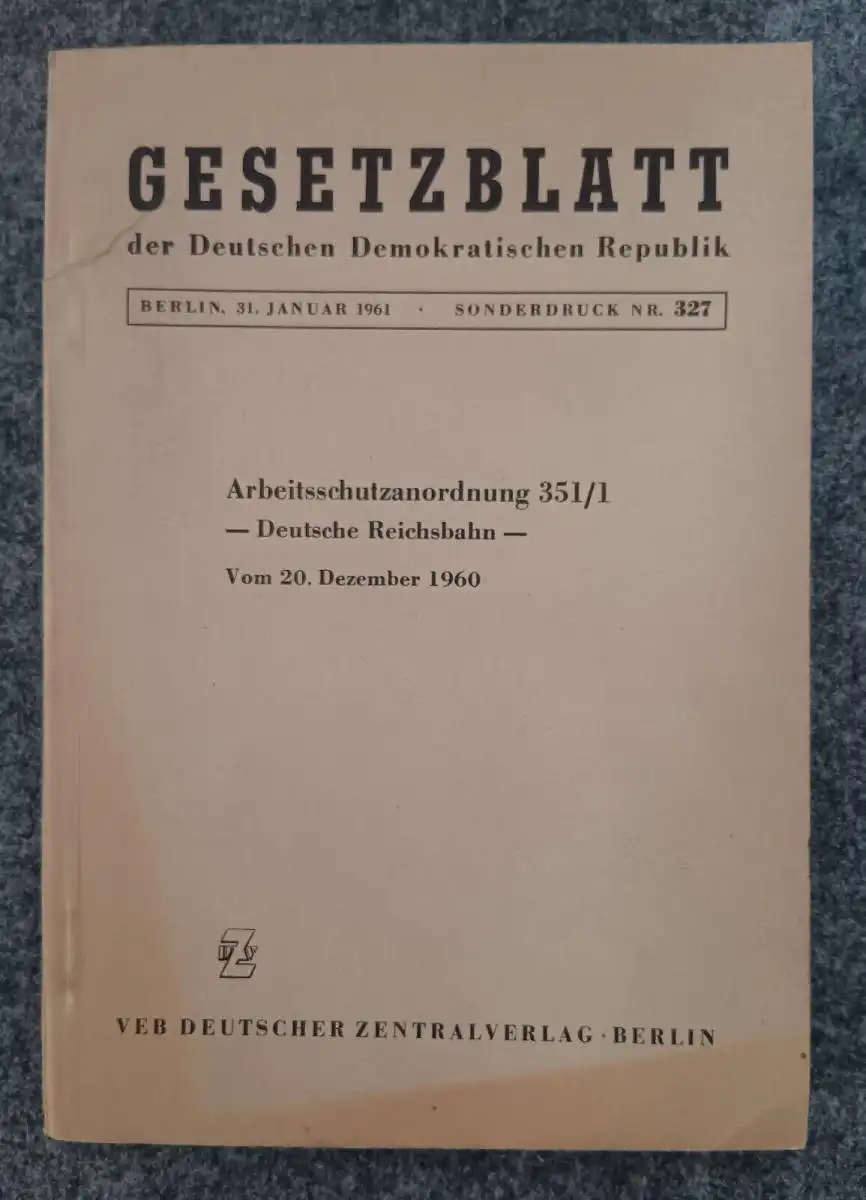 GESETZBLATT
der Deutschen Demokratischen Republik
BERLIN, 31. JANUAR 1961 · SONDERDRUCK NR. 327
Arbeitsschutzanordnung 351/1
— Deutsche Reichsbahn —
Vom 20. Dezember 1960
VEB DEUTSCHER ZENTRALVERLAG · BERLIN